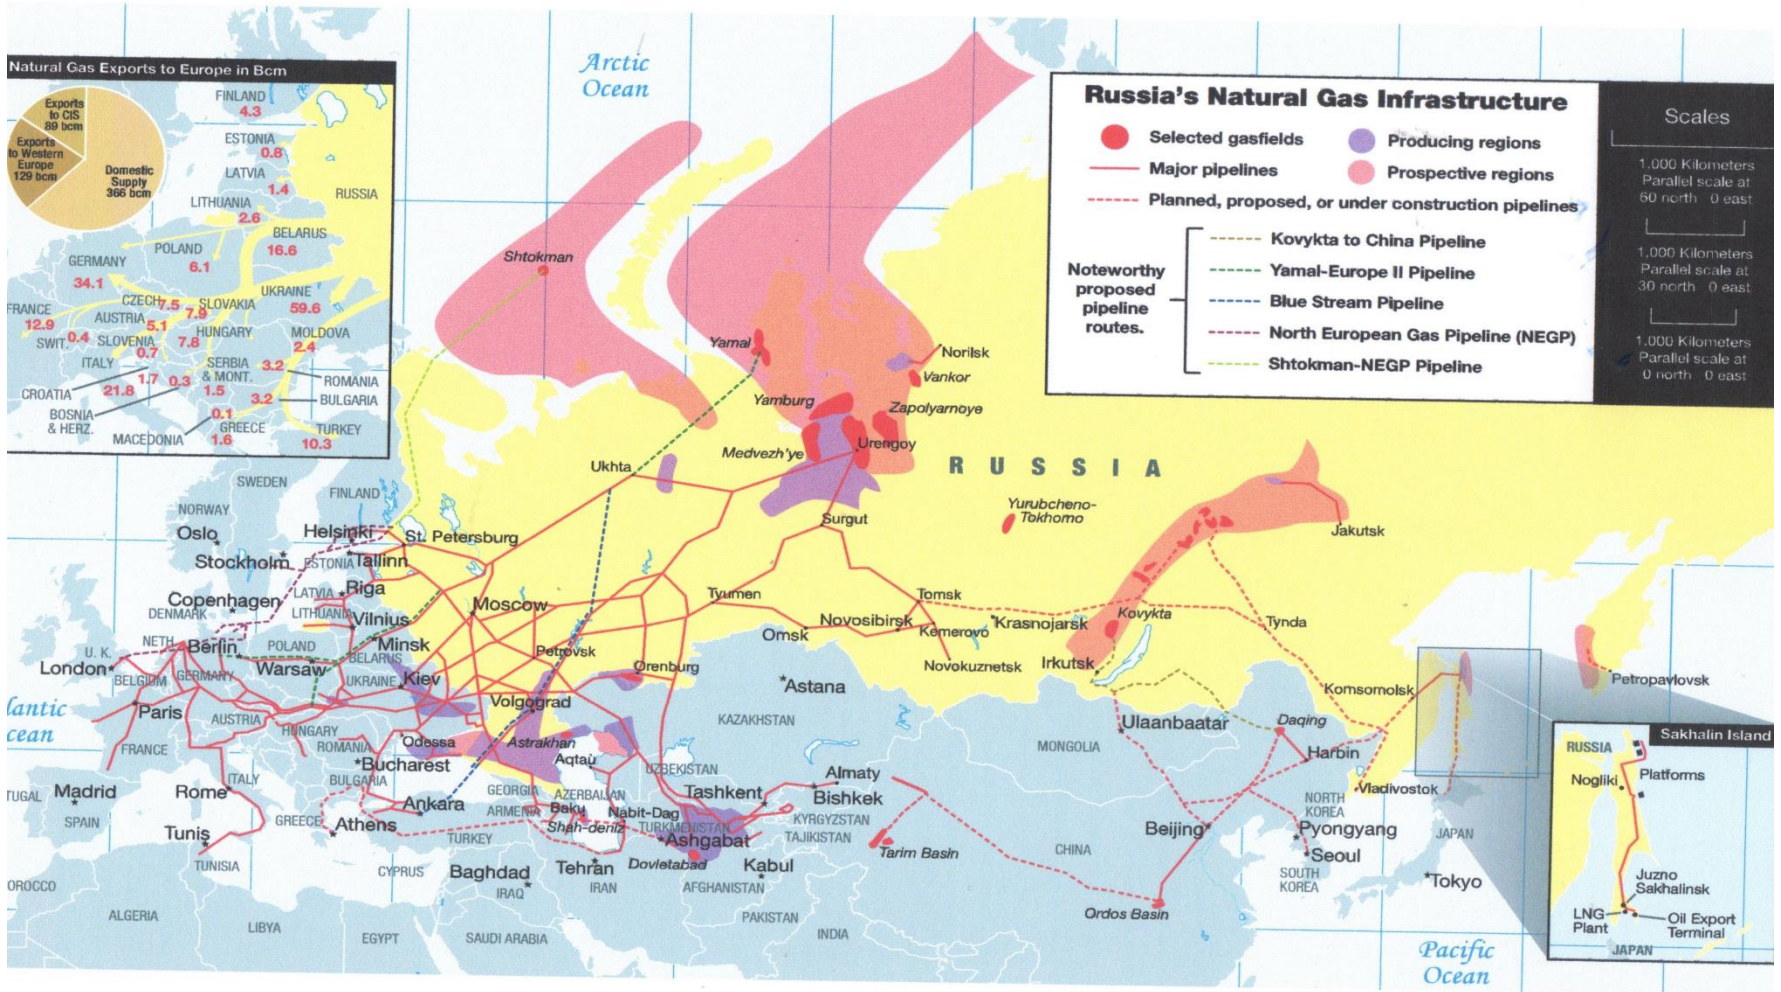 Natural Gas Exports to Europe in Bcm
Exports
to CIS
89 bcm
Exports
to Western
Europe
129 bcm
Domestic
Supply
366 bcm
FINLAND
4.3
ESTONIA
0.8
LATVIA
1.4
RUSSIA
LITHUANIA
2.6
BELARUS
16.6
POLAND
6.1
GERMANY
34.1
UKRAINE
59.6
CZECH
7.5
SLOVAKIA
7.9
FRANCE
12.9
AUSTRIA
5.1
SWIT.
0.4
SLOVENIA
0.7
HUNGARY
7.8
MOLDOVA
2.4
ITALY
21.8
SERBIA
& MONT.
1.5
3.2
ROMANIA
CROATIA
1.7
0.3
BOSNIA
& HERZ.
3.2
BULGARIA
0.1
MACEDONIA
GREECE
1.6
TURKEY
10.3
Arctic
Ocean
Russia's Natural Gas Infrastructure
Selected gasfields
Producing regions
Major pipelines
Prospective regions
Planned, proposed, or under construction pipelines
Noteworthy
proposed
pipeline
routes.
Kovykta to China Pipeline
Yamal-Europe II Pipeline
Blue Stream Pipeline
North European Gas Pipeline (NEGP)
Shtokman-NEGP Pipeline
Scales
1,000 Kilometers
Parallel scale at
60 north 0 east
1,000 Kilometers
Parallel scale at
30 north 0 east
1,000 Kilometers
Parallel scale at
0 north 0 east
Shtokman
Yamal
Norilsk
Vankor
Yamburg
Zapolyarnoye
Medvezh'ye
Urengoy
RUSSIA
Ukhta
Yurubcheno-
Tokhomo
Surgut
Jakutsk
SWEDEN
FINLAND
NORWAY
Oslo
Helsinki
St. Petersburg
Stockholm
ESTONIA
Tallinn
LATVIA
Riga
Copenhagen
DENMARK
LITHUANIA
Vilnius
Moscow
Tyumen
Tomsk
Omsk
Novosibirsk
Kemerovo
Krasnojarsk
Kovykta
Tynda
U. K.
NETH
Berlin
POLAND
Minsk
Petrovsk
Novokuznetsk
Irkutsk
London
Warsaw
BELARUS
Orenburg
BELGIUM
GERMANY
UKRAINE
Kiev
Astana
Komsomolsk
Petropavlovsk
Volgograd
lantic
cean
Paris
AUSTRIA
KAZAKHSTAN
Ulaanbaatar
Daqing
HUNGARY
ROMANIA
Odessa
Astrakhan
FRANCE
Bucharest
Aqtau
UZBEKISTAN
MONGOLIA
Harbin
ITALY
BULGARIA
Almaty
Bishkek
Tashkent
GEORGIA
AZERBAIJAN
Vladivostok
TUGAL
Madrid
SPAIN
Rome
Ankara
ARMENIA
Baku
Nabit-Dag
KYRGYZSTAN
NORTH
KOREA
GREECE
Athens
TURKEY
Shah-deniz
TURKMENISTAN
Ashgabat
TAJIKISTAN
Beijing
Pyongyang
JAPAN
Tunis
TUNISIA
CYPRUS
Baghdad
IRAQ
Tehran
IRAN
Dovletabad
Kabul
AFGHANISTAN
Tarim Basin
CHINA
Seoul
SOUTH
KOREA
Tokyo
OROCCO
ALGERIA
LIBYA
EGYPT
SAUDI ARABIA
PAKISTAN
INDIA
Ordos Basin
Pacific
Ocean
Sakhalin Island
RUSSIA
Nogliki
Platforms
Juzno
Sakhalinsk
LNG
Plant
Oil Export
Terminal
JAPAN